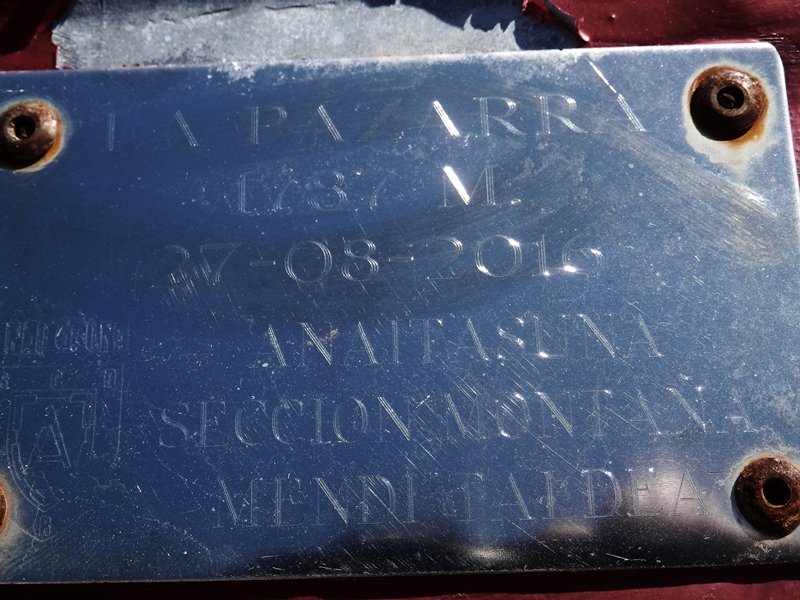 LA PAZARRA
1737 M.
27-08-2016
ANAITASUNA
SECCION MONTAÑA
MENDI TALDEA